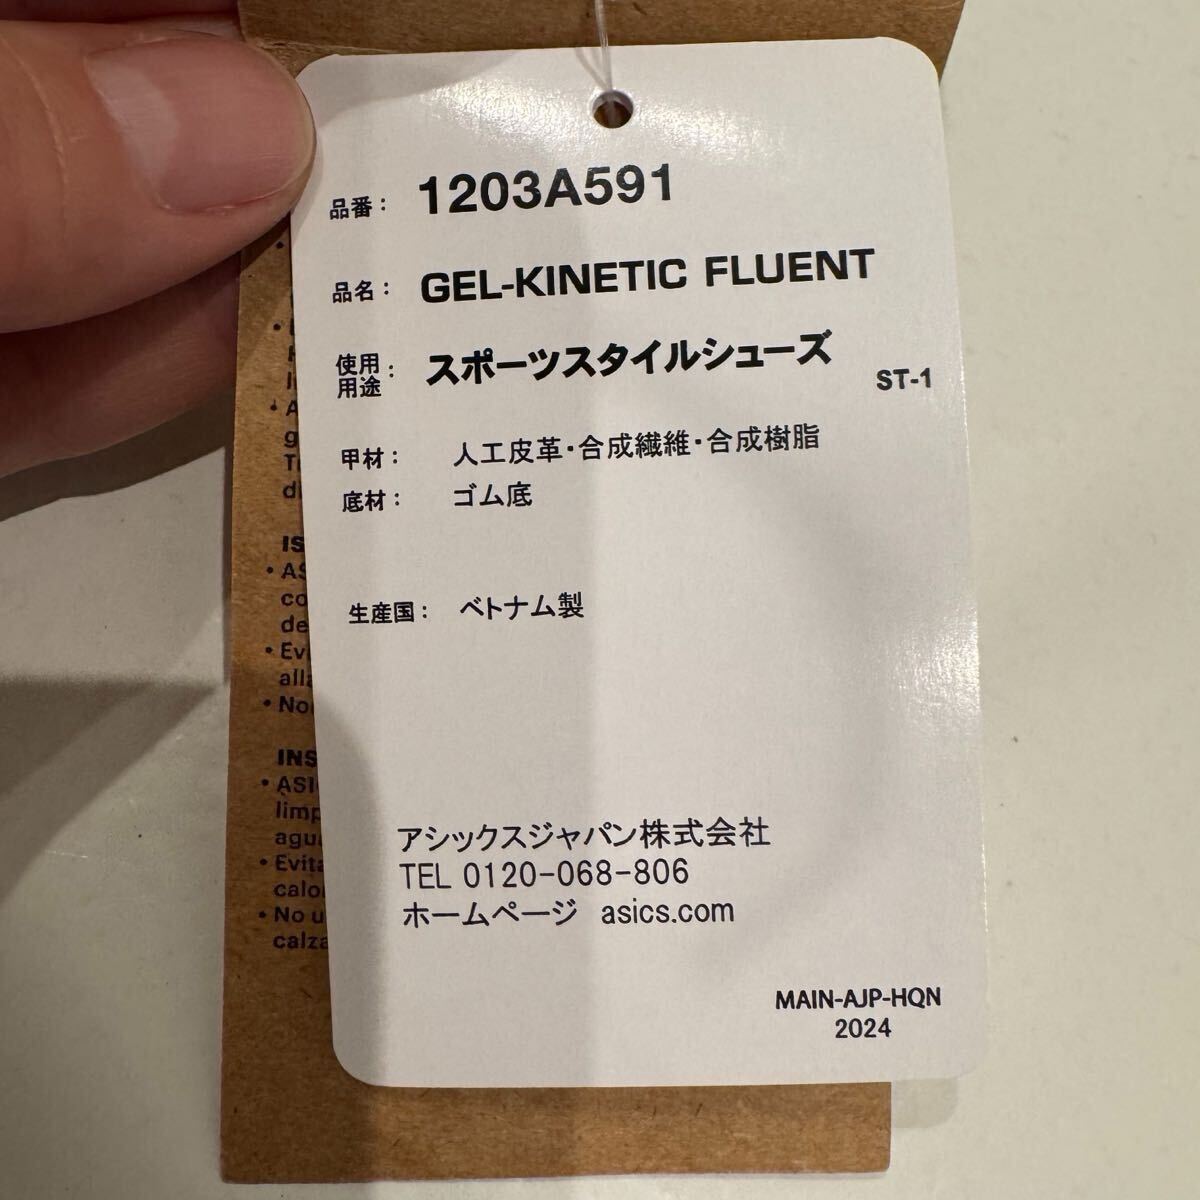 品番： 1203A591
品名： GEL-KINETIC FLUENT
使用用途： スポーツスタイルシューズ
ST-1
甲材： 人工皮革・合成繊維・合成樹脂
底材： ゴム底
生産国： ベトナム製
アシックスジャパン株式会社
TEL 0120-068-806
ホームページ asics.com
MAIN-AJP-HQN
2024
• No